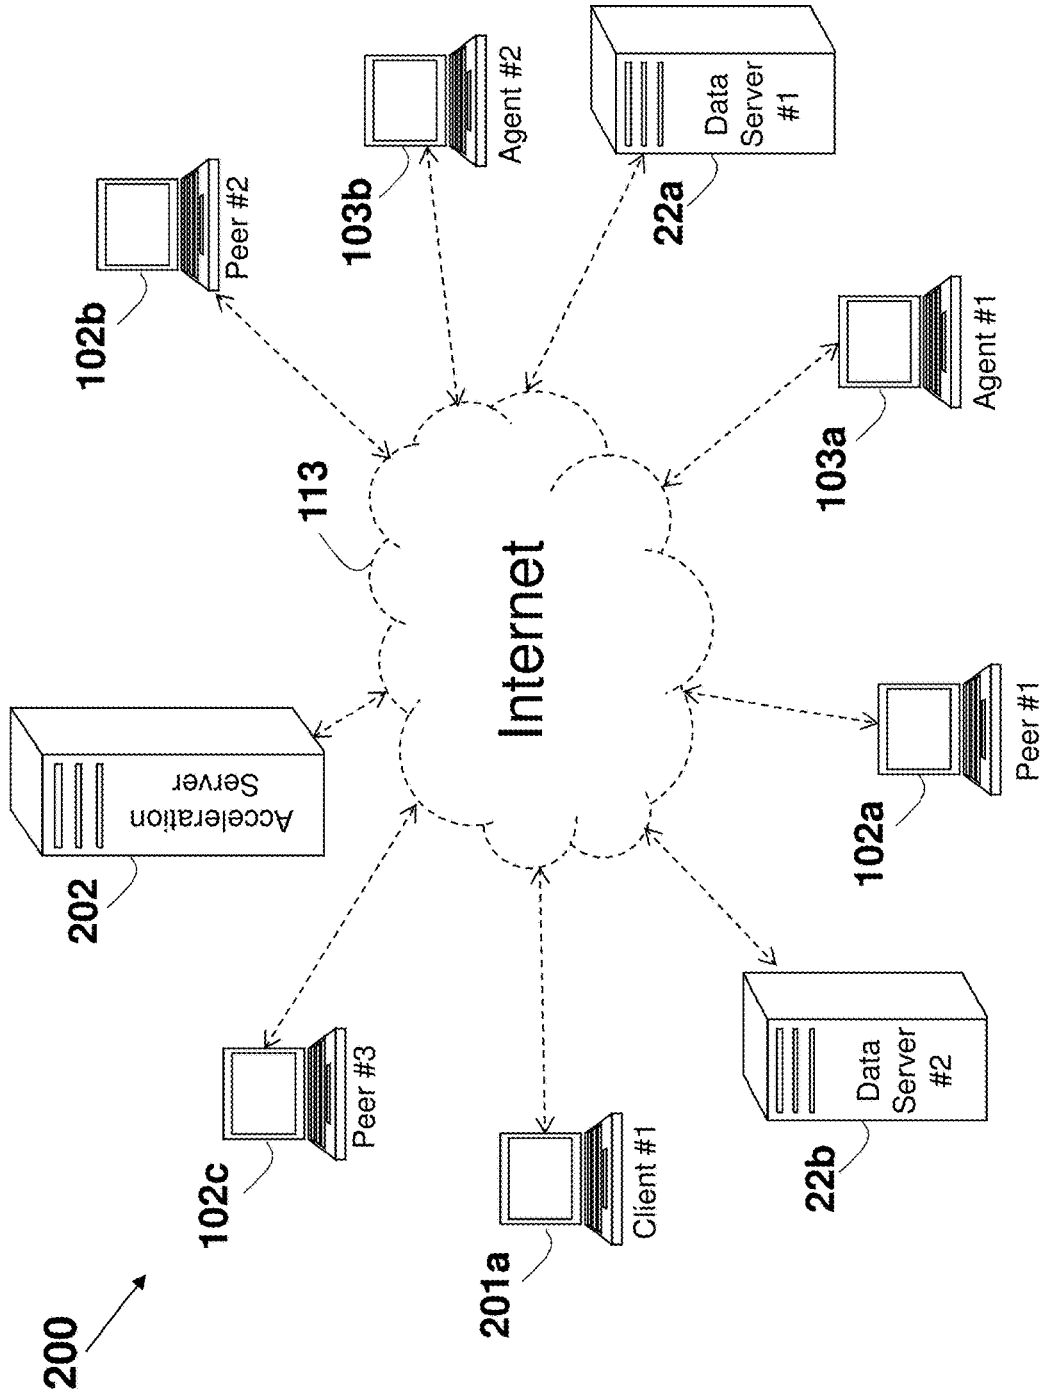 200
102c
Peer #3
202
Acceleration
Server
102b
Peer #2
113
103b
Agent #2
201a
Client #1
Internet
22a
Data
Server
#1
22b
Data
Server
#2
102a
Peer #1
103a
Agent #1